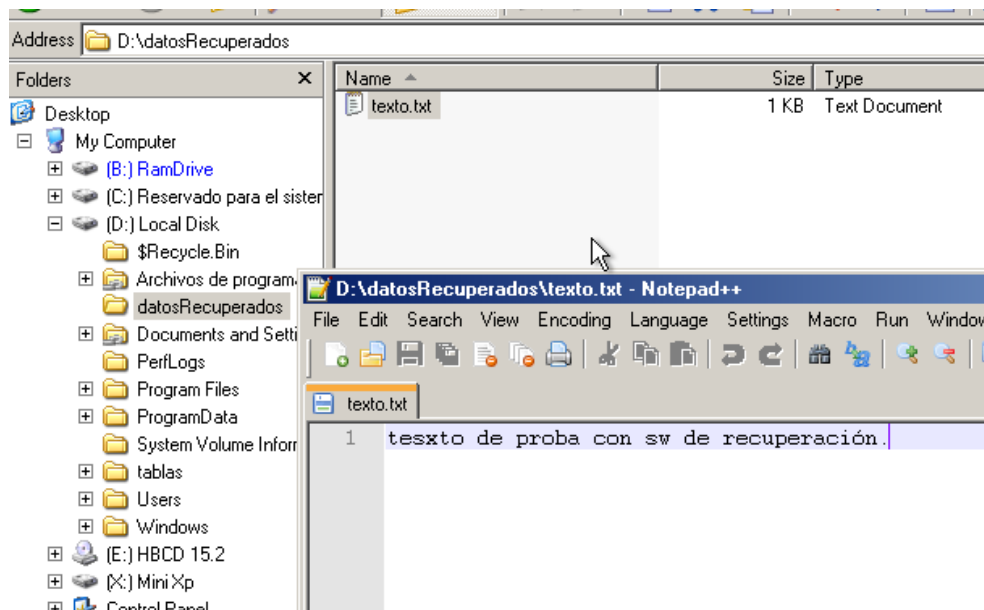 Address D:\datosRecuperados
Folders x
Name Size Type
texto.txt 1 KB Text Document
Desktop
My Computer
(B:) RamDrive
(C:) Reservado para el sister
(D:) Local Disk
$Recycle.Bin
Archivos de program
datosRecuperados
Documents and Setti
PerfLogs
Program Files
ProgramData
System Volume Inforr
tablas
Users
Windows
(E:) HBCD 15.2
(X:) Mini Xp
Control Panel
D:\datosRecuperados\texto.txt - Notepad++
File Edit Search View Encoding Language Settings Macro Run Window
texto.txt
1 tesxto de proba con sw de recuperación.